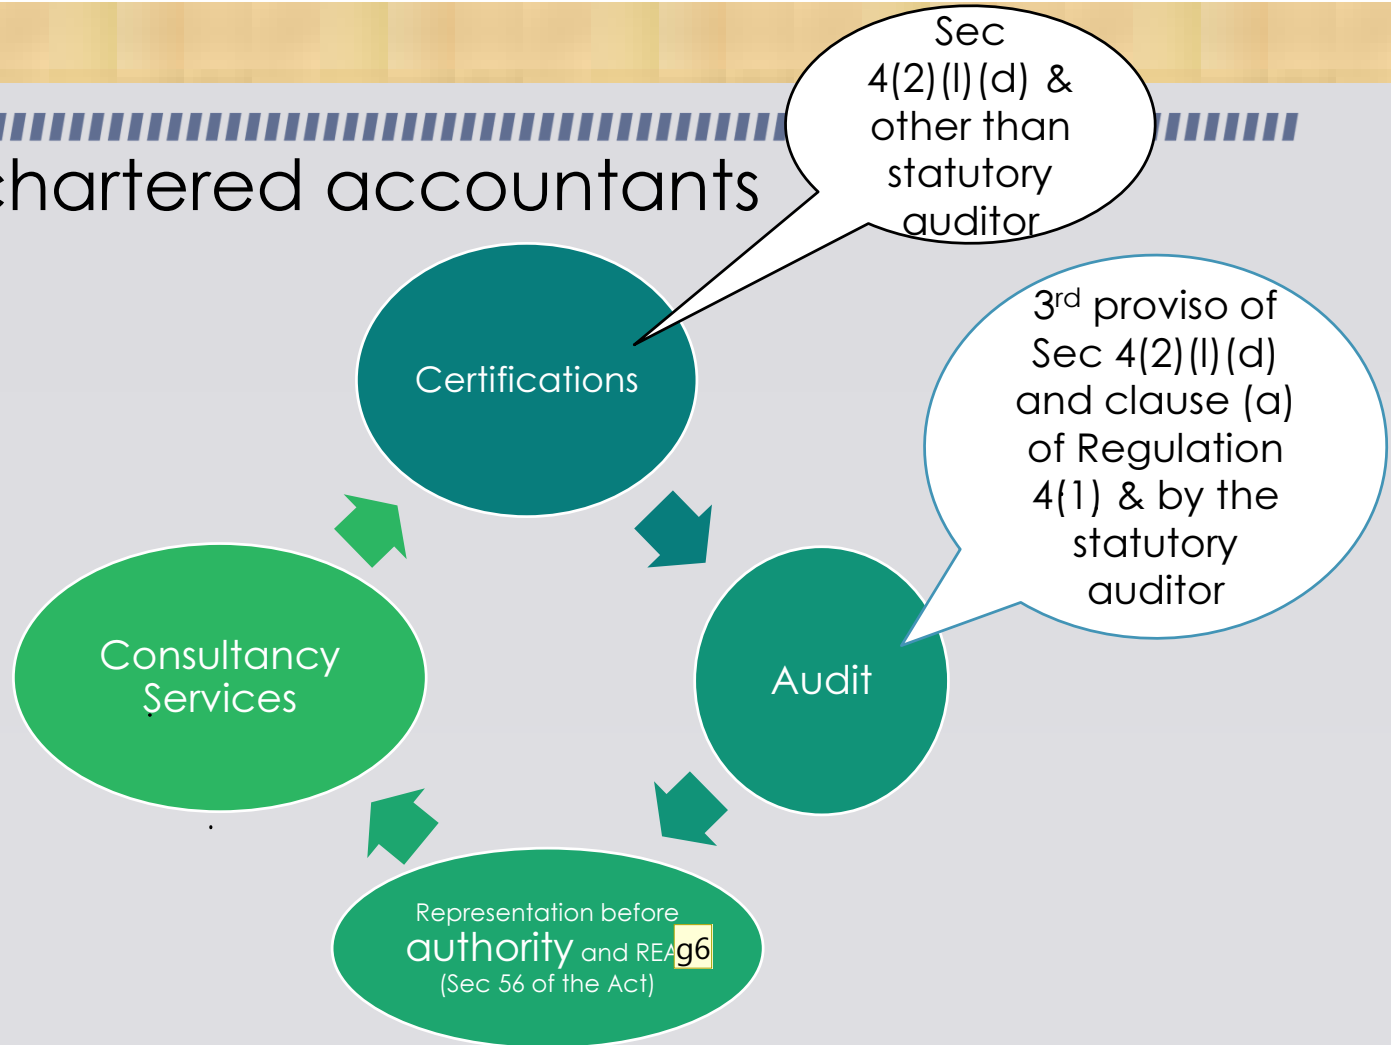 Sec
4(2)(l)(d) &
other than
statutory
auditor
chartered accountants
3rd proviso of
Sec 4(2)(l)(d)
and clause (a)
of Regulation
4(1) & by the
statutory
auditor
Certifications
Audit
Representation before
authority and REA
g6
(Sec 56 of the Act)
Consultancy
Services